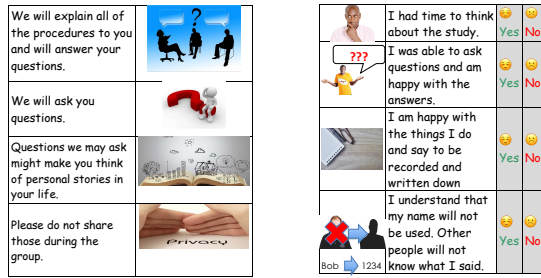 We will explain all of
the procedures to you
and will answer your
questions.
?
We will ask you
questions.
Questions we may ask
might make you think
of personal stories in
your life.
Please do not share
those during the
group.
Privacy
I had time to think
about the study.
Yes No
???
I was able to ask
questions and am
happy with the
answers.
Yes No
I am happy with
the things I do
and say to be
recorded and
written down
Yes No
I understand that
my name will not
be used. Other
people will not
know what I said.
Bob 1234
Yes No